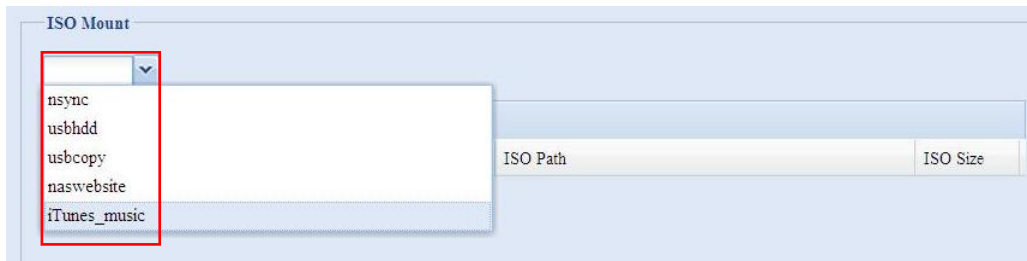 ISO Mount
nsync
usbhdd
usbcopy
ISO Path ISO Size
naswebsite
iTunes_music